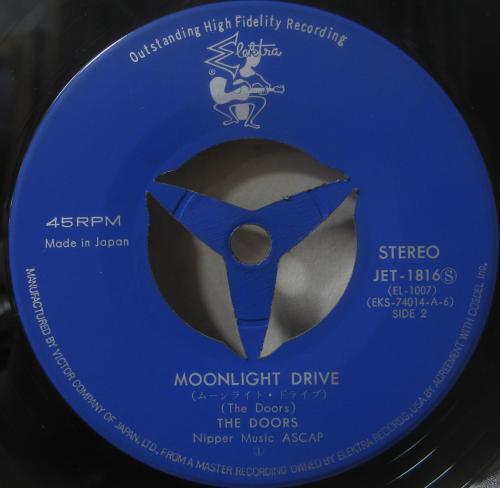 Outstanding High Fidelity Recording
Elektra
®
45RPM
Made in Japan
STEREO
JET-1816Ⓢ
(EL-1007)
(EKS-74014-A-6)
SIDE 2
MOONLIGHT DRIVE
(ムーンライト・ドライブ)
(The Doors)
THE DOORS
Nipper Music ASCAP
①
MANUFACTURED BY VICTOR COMPANY OF JAPAN, LTD., FROM A MASTER RECORDING OWNED BY ELEKTRA RECORDS, USA BY AGREEMENT WITH COSDEL Inc.